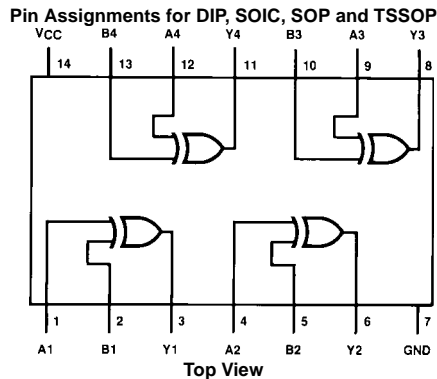 Pin Assignments for DIP, SOIC, SOP and TSSOP
VCC B4 A4 Y4 B3 A3 Y3
14 13 12 11 10 9 8
1 2 3 4 5 6 7
A1 B1 Y1 A2 B2 Y2 GND
Top View